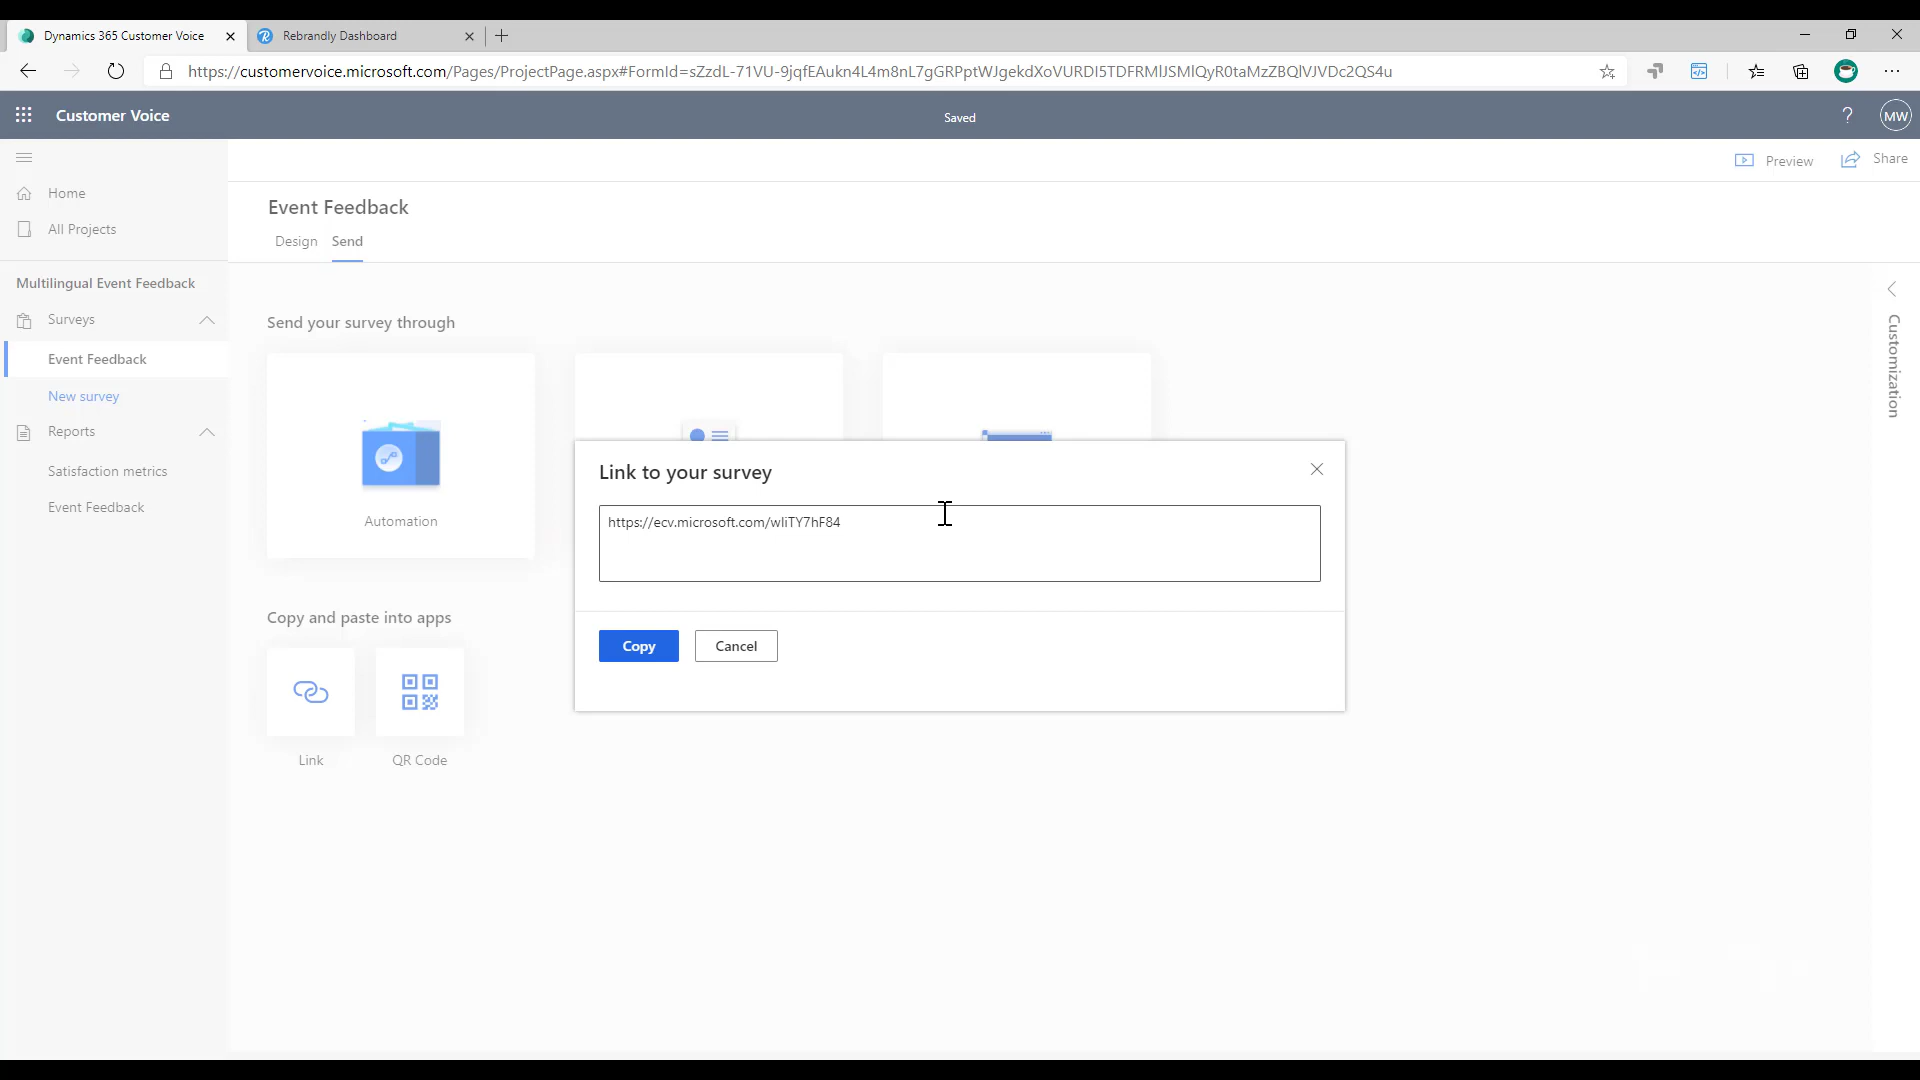 Dynamics 365 Customer Voice
Rebrandly Dashboard
https://customervoice.microsoft.com/Pages/ProjectPage.aspx#FormId=sZzdL-71VU-9jqfEAukn4L4m8nL7gGRPptWJgekdXoVURDI5TDFRMlJSMlQyR0taMzZBQlVJVDc2QS4u
Customer Voice
Saved
?
MW
Preview
Share
Home
All Projects
Event Feedback
Design
Send
Multilingual Event Feedback
Surveys
Event Feedback
New survey
Reports
Satisfaction metrics
Event Feedback
Send your survey through
Automation
Customization
Link to your survey
https://ecv.microsoft.com/wIiTY7hF84
Copy
Cancel
Copy and paste into apps
Link
QR Code